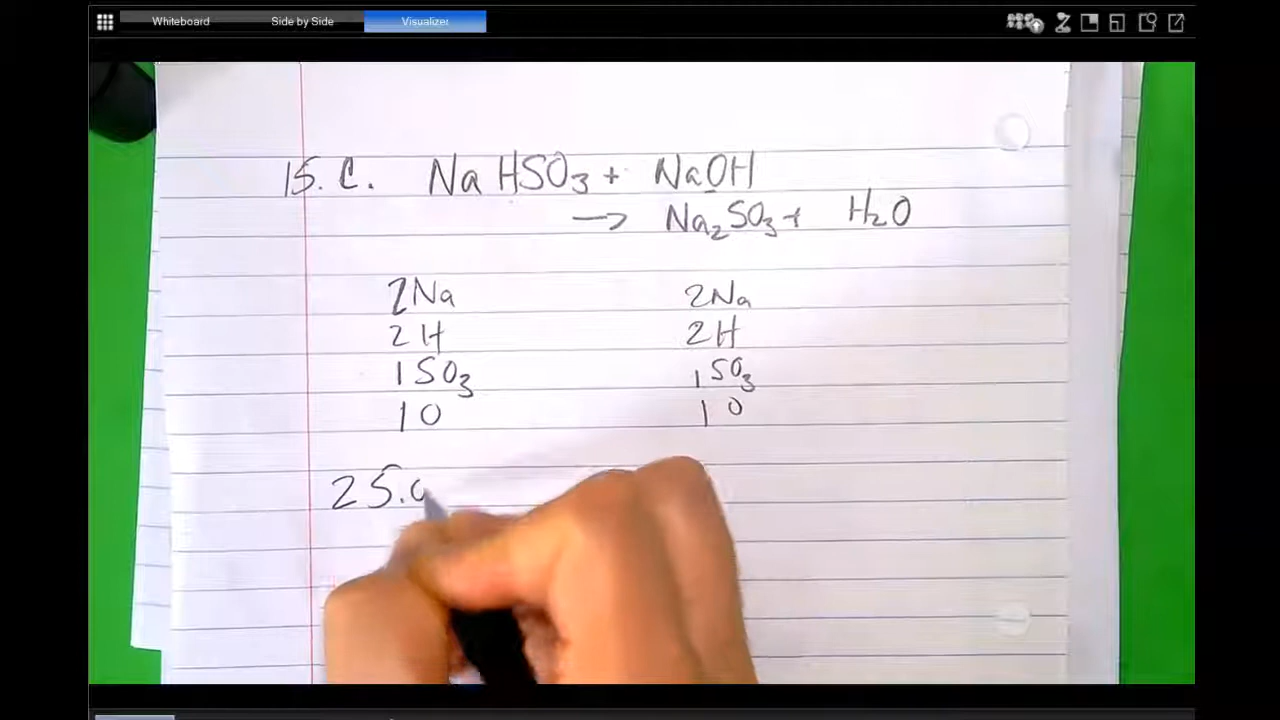 Whiteboard Side by Side Visualizer
15. C. NaHSO₃ + NaOH
→ Na₂SO₃ + H₂O
2Na 2Na
2H 2H
1SO₃ 1SO₃
1O 1O
25.